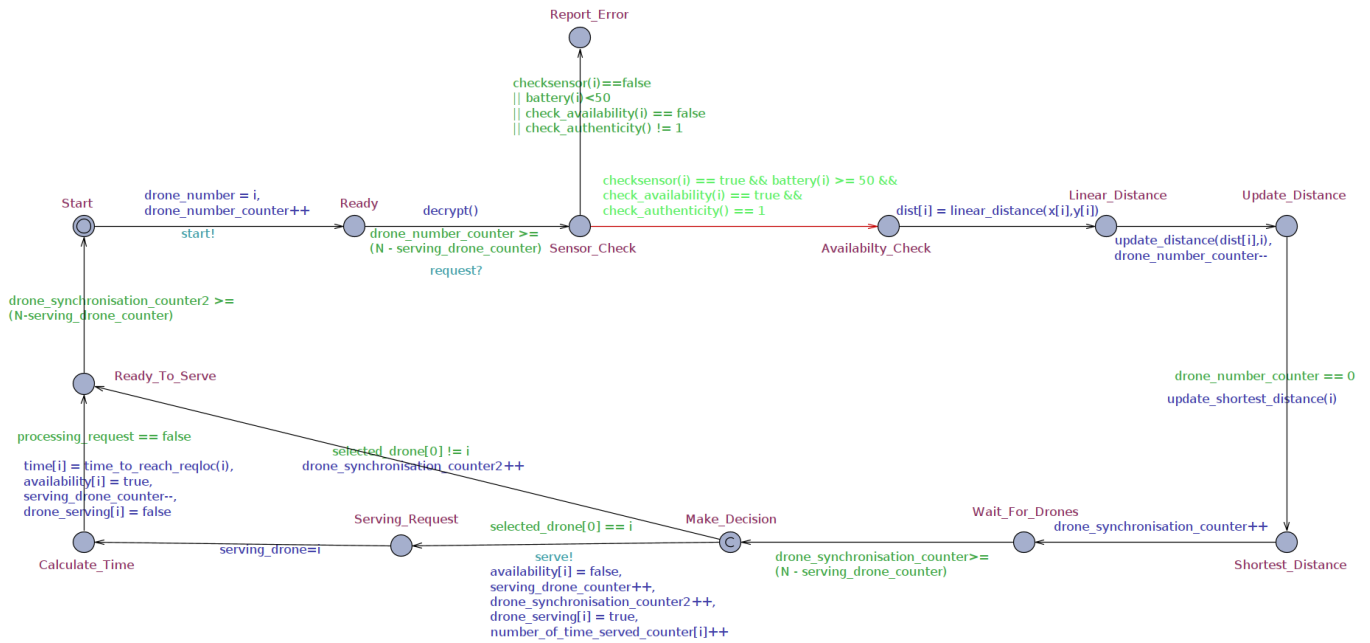 Report_Error
checksensor(i)==false
|| battery(i)<50
|| check_availability(i) == false
|| check_authenticity() != 1
Start
drone_number = i,
drone_number_counter++
start!
Ready
decrypt()
drone_number_counter >=
(N - serving_drone_counter)
request?
Sensor_Check
checksensor(i) == true && battery(i) >= 50 &&
check_availability(i) == true &&
check_authenticity() == 1
Availabilty_Check
dist[i] = linear_distance(x[i],y[i])
Linear_Distance
update_distance(dist[i],i),
drone_number_counter--
Update_Distance
drone_synchronisation_counter2 >=
(N-serving_drone_counter)
Ready_To_Serve
drone_number_counter == 0
update_shortest_distance(i)
processing_request == false
time[i] = time_to_reach_reqloc(i),
availability[i] = true,
serving_drone_counter--,
drone_serving[i] = false
Calculate_Time
selected_drone[0] != i
drone_synchronisation_counter2++
Serving_Request
serving_drone=i
selected_drone[0] == i
serve!
availability[i] = false,
serving_drone_counter++,
drone_synchronisation_counter2++,
drone_serving[i] = true,
number_of_time_served_counter[i]++
Make_Decision
C
drone_synchronisation_counter>=
(N - serving_drone_counter)
Wait_For_Drones
drone_synchronisation_counter++
Shortest_Distance